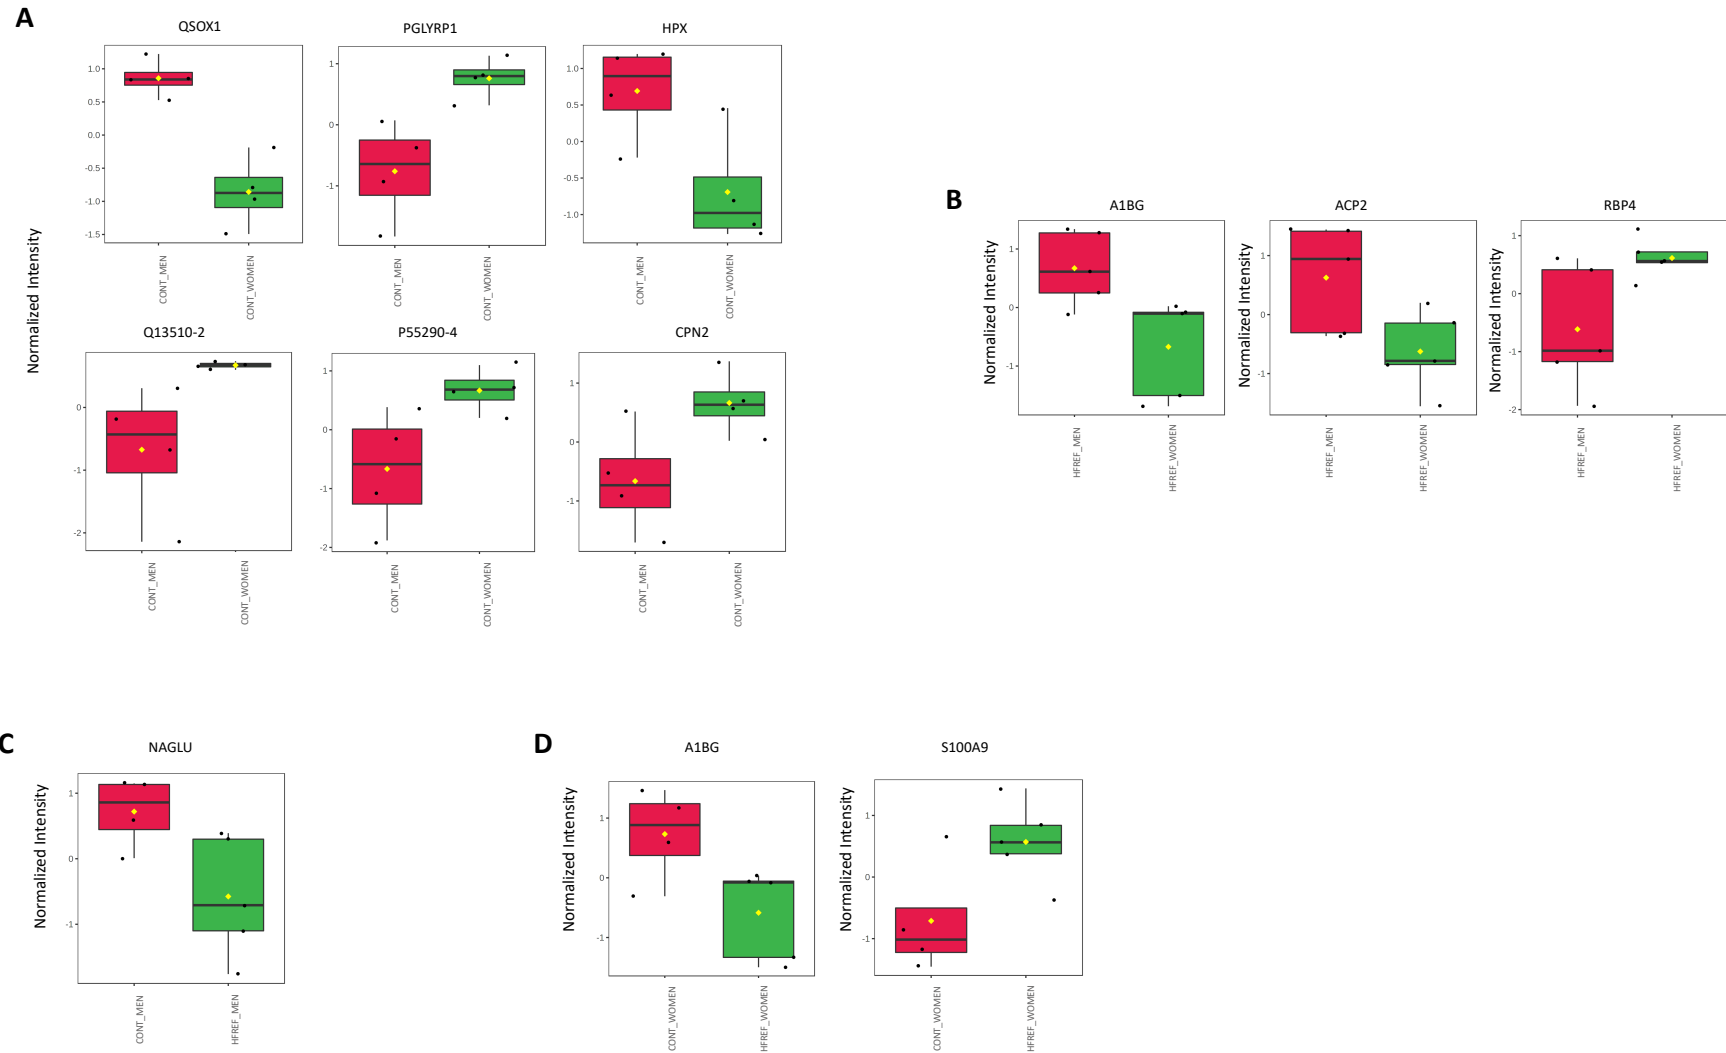 A
QSOX1
PGLYRP1
HPX
1.0
0.5
0.0
-0.5
-1.0
-1.5
1
0
-1
1.0
0.5
0.0
-0.5
-1.0
CONT_MEN
CONT_WOMEN
CONT_MEN
CONT_WOMEN
CONT_MEN
CONT_WOMEN
Normalized Intensity
Q13510-2
P55290-4
CPN2
0
-1
-2
1
0
-1
-2
1
0
-1
CONT_MEN
CONT_WOMEN
CONT_MEN
CONT_WOMEN
CONT_MEN
CONT_WOMEN
B
A1BG
ACP2
RBP4
Normalized Intensity
1
0
-1
Normalized Intensity
1
0
-1
Normalized Intensity
1
0
-1
-2
HFREF_MEN
HFREF_WOMEN
HFREF_MEN
HFREF_WOMEN
HFREF_MEN
HFREF_WOMEN
C
NAGLU
Normalized Intensity
1
0
-1
CONT_MEN
HFREF_MEN
D
A1BG
S100A9
Normalized Intensity
1
0
-1
Normalized Intensity
1
0
-1
CONT_WOMEN
HFREF_WOMEN
CONT_WOMEN
HFREF_WOMEN